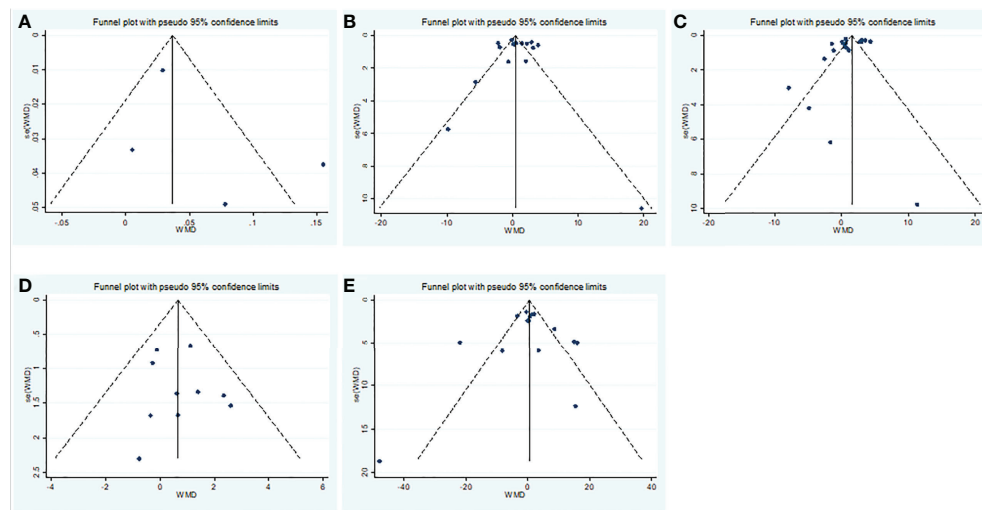 A
Funnel plot with pseudo 95% confidence limits
0
.01
.02
.03
.04
.05
se(WMD)
-.05
0
.05
.1
.15
WMD
B
Funnel plot with pseudo 95% confidence limits
0
2
4
6
8
10
se(WMD)
-20
-10
0
10
20
WMD
C
Funnel plot with pseudo 95% confidence limits
0
2
4
6
8
10
se(WMD)
-20
-10
0
10
20
WMD
D
Funnel plot with pseudo 95% confidence limits
0
.5
1
1.5
2
2.5
se(WMD)
-4
-2
0
2
4
6
WMD
E
Funnel plot with pseudo 95% confidence limits
0
5
10
15
20
se(WMD)
-40
-20
0
20
40
WMD